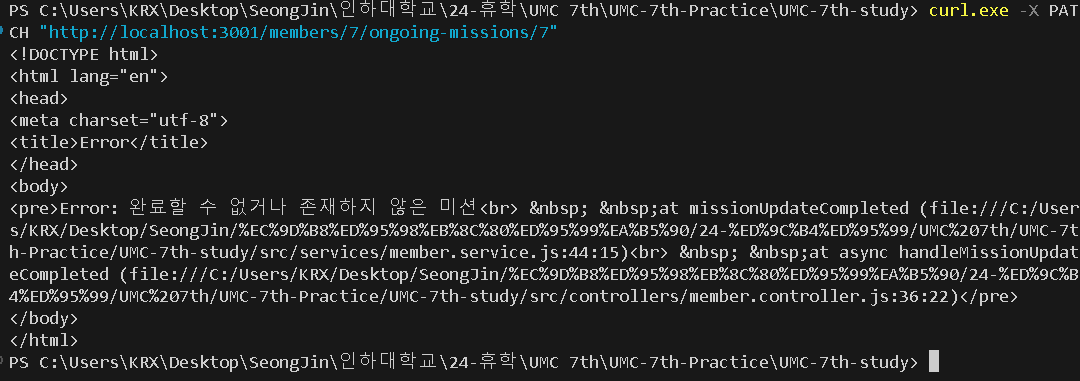 PS C:\Users\KRX\Desktop\SeongJin\인하대학교\24-휴학\UMC 7th\UMC-7th-Practice\UMC-7th-study> curl.exe -X PAT
CH "http://localhost:3001/members/7/ongoing-missions/7"
<!DOCTYPE html>
<html lang="en">
<head>
<meta charset="utf-8">
<title>Error</title>
</head>
<body>
<pre>Error: 완료할 수 없거나 존재하지 않은 미션<br> &nbsp; &nbsp;at missionUpdateCompleted (file:///C:/User
s/KRX/Desktop/SeongJin/%EC%9D%B8%ED%95%98%EB%8C%80%ED%95%99%EA%B5%90/24-%ED%9C%B4%ED%95%99/UMC%207th/UMC-7t
h-Practice/UMC-7th-study/src/services/member.service.js:44:15)<br> &nbsp; &nbsp;at async handleMissionUpdat
eCompleted (file:///C:/Users/KRX/Desktop/SeongJin/%EC%9D%B8%ED%95%98%EB%8C%80%ED%95%99%EA%B5%90/24-%ED%9C%B
4%ED%95%99/UMC%207th/UMC-7th-Practice/UMC-7th-study/src/controllers/member.controller.js:36:22)</pre>
</body>
</html>
PS C:\Users\KRX\Desktop\SeongJin\인하대학교\24-휴학\UMC 7th\UMC-7th-Practice\UMC-7th-study>